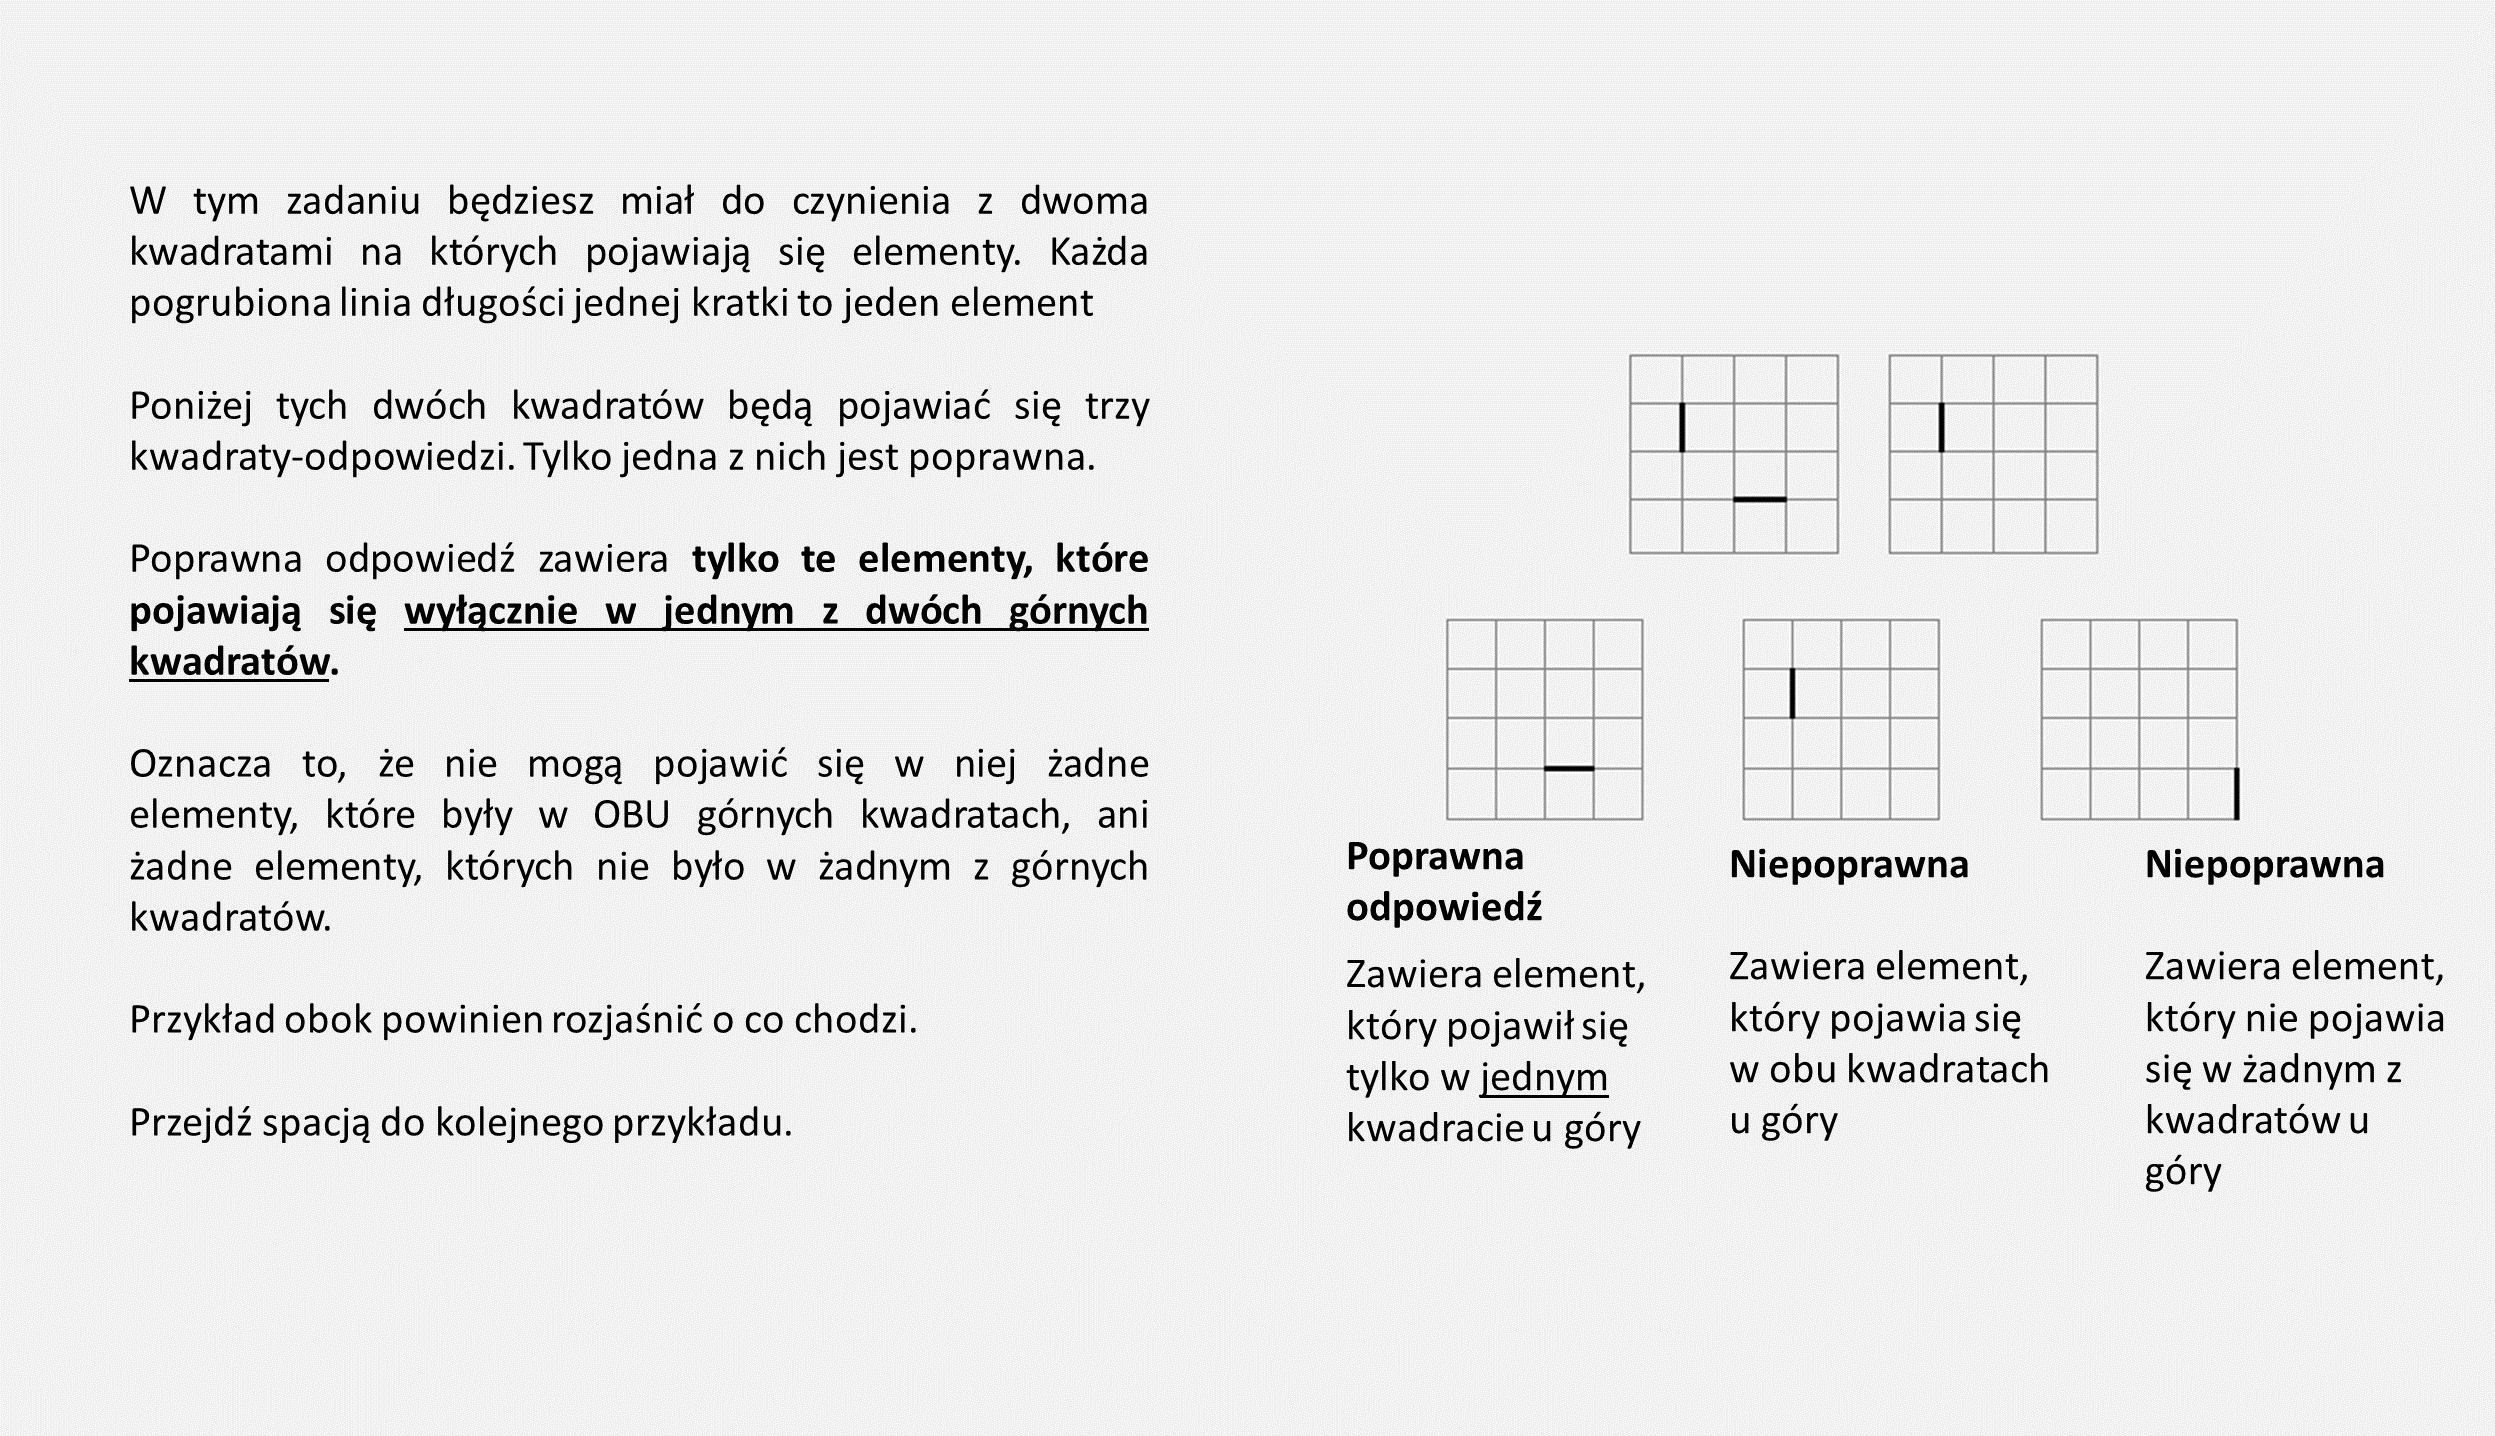 W tym zadaniu będziesz miał do czynienia z dwoma
kwadratami na których pojawiają się elementy. Każda
pogrubiona linia długości jednej kratki to jeden element
Poniżej tych dwóch kwadratów będą pojawiać się trzy
kwadraty-odpowiedzi. Tylko jedna z nich jest poprawna.
Poprawna odpowiedź zawiera tylko te elementy, które
pojawiają się wyłącznie w jednym z dwóch górnych
kwadratów.
Oznacza to, że nie mogą pojawić się w niej żadne
elementy, które były w OBU górnych kwadratach, ani
żadne elementy, których nie było w żadnym z górnych
kwadratów.
Przykład obok powinien rozjaśnić o co chodzi.
Przejdź spacją do kolejnego przykładu.
Poprawna
odpowiedź
Zawiera element,
który pojawił się
tylko w jednym
kwadracie u góry
Niepoprawna
Zawiera element,
który pojawia się
w obu kwadratach
u góry
Niepoprawna
Zawiera element,
który nie pojawia
się w żadnym z
kwadratów u
góry